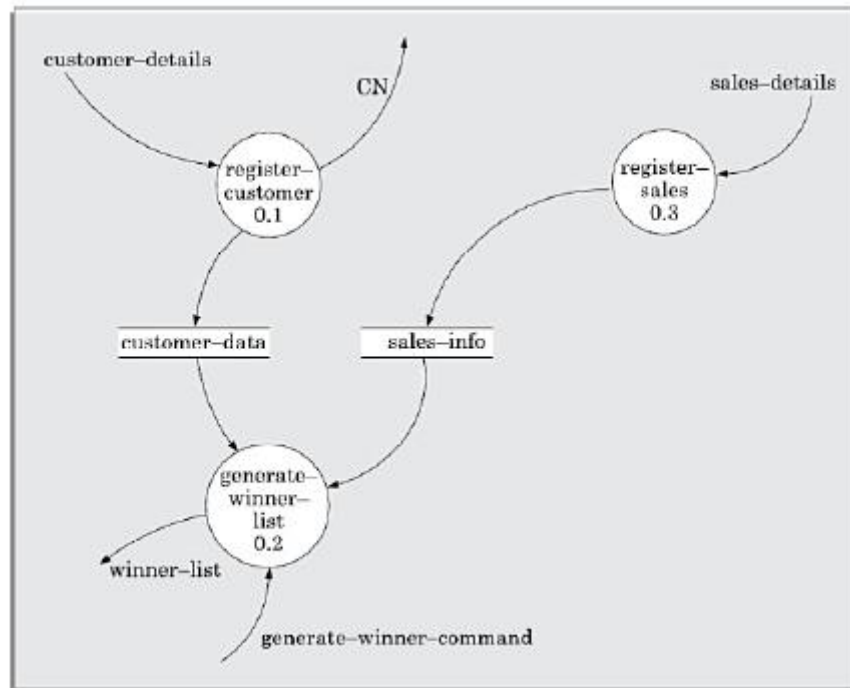 customer–details
CN
sales–details
register–
customer
0.1
register–
sales
0.3
customer–data
sales–info
generate–
winner–
list
0.2
winner–list
generate–winner–command